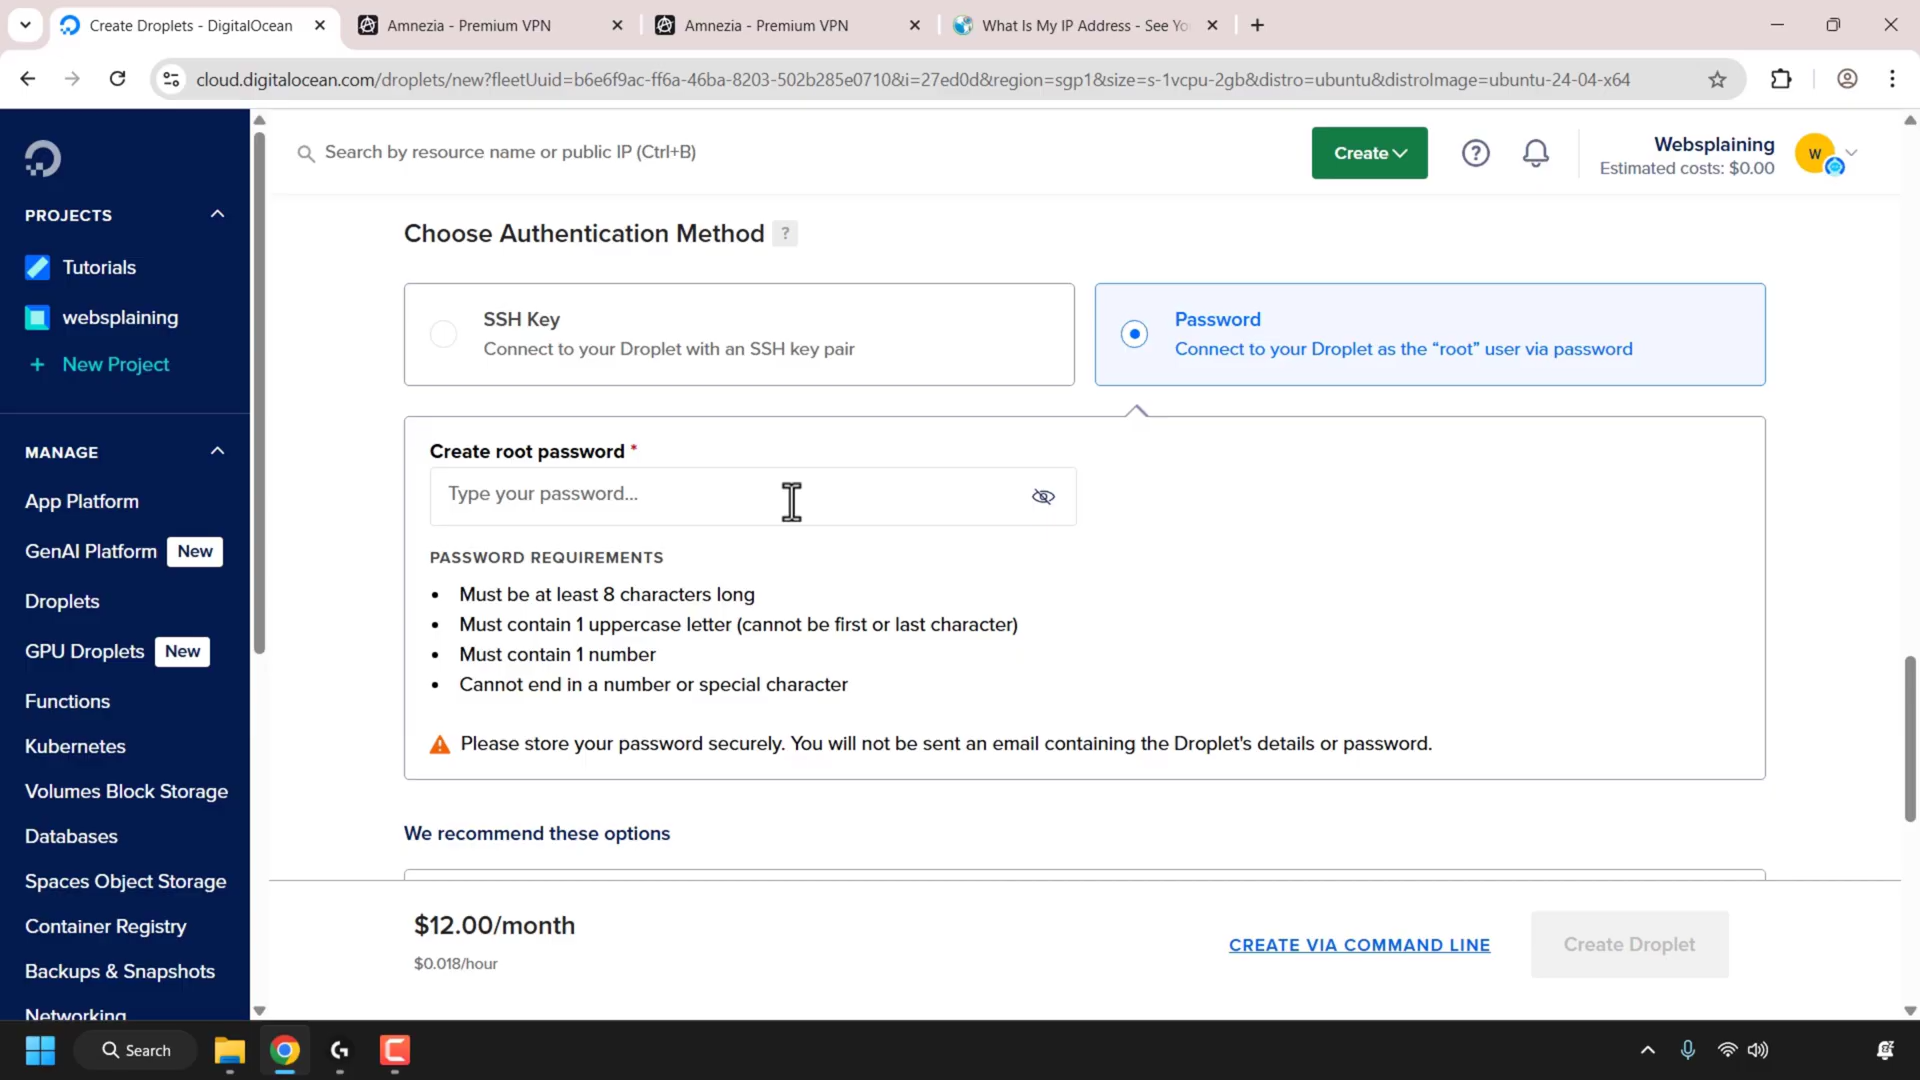 Create Droplets - DigitalOcean
Amnezia - Premium VPN
Amnezia - Premium VPN
What Is My IP Address - See Yo
cloud.digitalocean.com/droplets/new?fleetUuid=b6e6f9ac-ff6a-46ba-8203-502b285e0710&i=27ed0d&region=sgp1&size=s-1vcpu-2gb&distro=ubuntu&distroImage=ubuntu-24-04-x64
Search by resource name or public IP (Ctrl+B)
Create
?
Websplaining
Estimated costs: $0.00
W
PROJECTS
Tutorials
websplaining
+ New Project
MANAGE
App Platform
GenAI Platform New
Droplets
GPU Droplets New
Functions
Kubernetes
Volumes Block Storage
Databases
Spaces Object Storage
Container Registry
Backups & Snapshots
Networking
Choose Authentication Method ?
SSH Key
Connect to your Droplet with an SSH key pair
Password
Connect to your Droplet as the “root” user via password
Create root password *
Type your password...
PASSWORD REQUIREMENTS
• Must be at least 8 characters long
• Must contain 1 uppercase letter (cannot be first or last character)
• Must contain 1 number
• Cannot end in a number or special character
Please store your password securely. You will not be sent an email containing the Droplet's details or password.
We recommend these options
$12.00/month
$0.018/hour
CREATE VIA COMMAND LINE
Create Droplet
Search